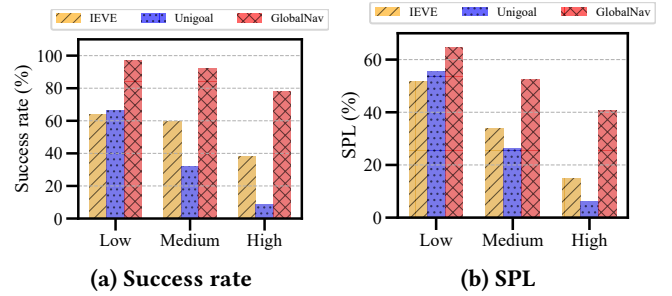 IEVE Unigoal GlobalNav
Success rate (%)
100
80
60
40
20
0
Low Medium High
(a) Success rate
IEVE Unigoal GlobalNav
SPL (%)
60
40
20
0
Low Medium High
(b) SPL